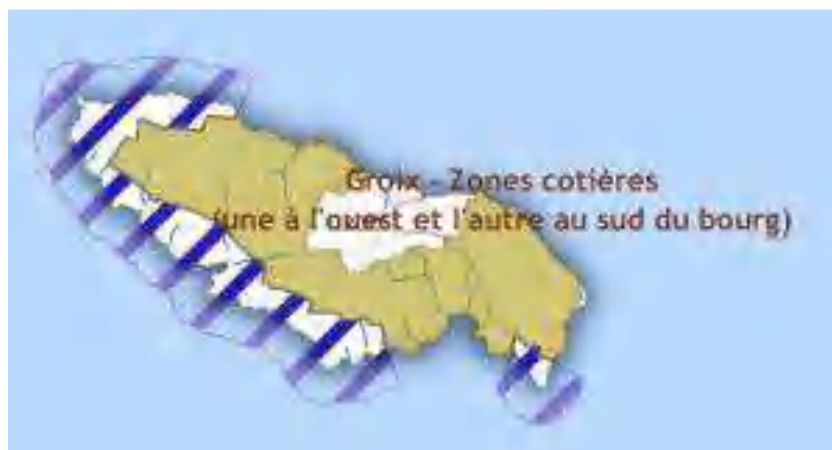 Groix - Zones cotières
(une à l'ouest et l'autre au sud du bourg)